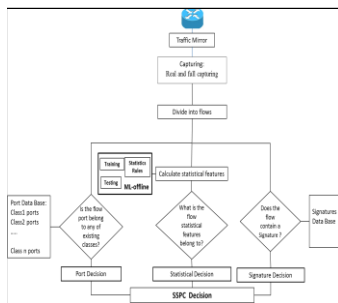 Traffic Mirror
Capturing:
Real and full capturing
Divide into flows
Training
Statistics
Rules
Testing
ML-offline
Calculate statistical features
Port Data Base:
Class1 ports
Class2 ports
....
Class n ports
Is the flow
port belong
to any of
existing
classes?
What is the
flow
statistical
features
belong to?
Does the
flow
contain a
Signature ?
Signatures
Data Base
Port Decision
Statistical Decision
Signature Decision
SSPC Decision